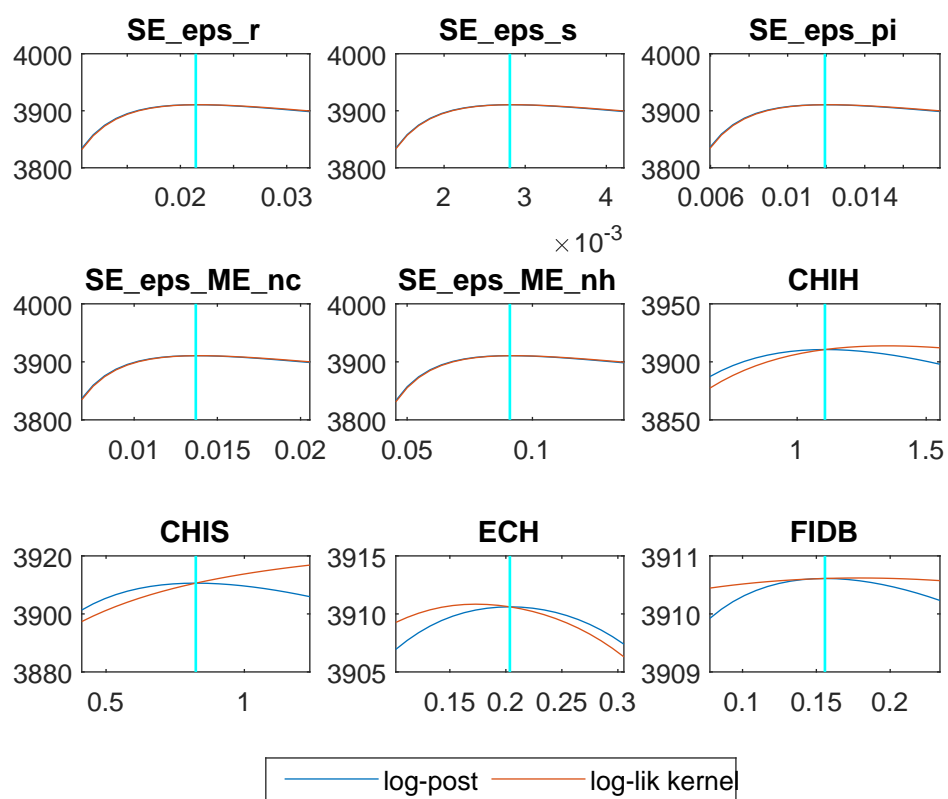 SE_eps_r SE_eps_s SE_eps_pi
4000 4000 4000
3900 3900 3900
3800 3800 3800
0.02 0.03 2 3 4 0.006 0.01 0.014
× 10-3
SE_eps_ME_nc SE_eps_ME_nh CHIH
4000 4000 3950
3900 3900 3900
3800 3800 3850
0.01 0.015 0.02 0.05 0.1 1 1.5
CHIS ECH FIDB
3920 3915 3911
3900 3910 3910
3880 3905 3909
0.5 1 0.15 0.2 0.25 0.3 0.1 0.15 0.2
log-post log-lik kernel